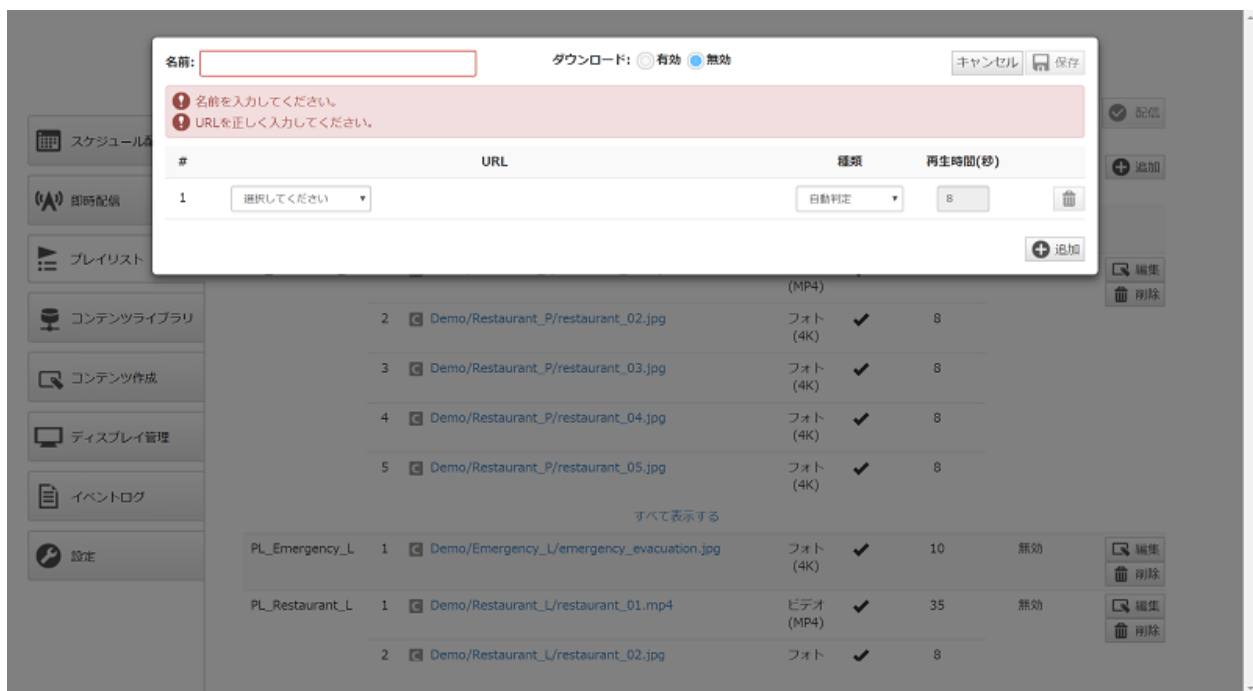 名前:
ダウンロード: 有効 無効
キャンセル 保存
名前を入力してください。
URLを正しく入力してください。
# URL 種類 再生時間(秒)
1 選択してください 自動判定 8
追加
配信
追加
スケジュール配
即時配信
プレイリスト
コンテンツライブラリ
コンテンツ作成
ディスプレイ管理
イベントログ
設定
(MP4)
編集
削除
2 Demo/Restaurant_P/restaurant_02.jpg フォト 8
(4K)
3 Demo/Restaurant_P/restaurant_03.jpg フォト 8
(4K)
4 Demo/Restaurant_P/restaurant_04.jpg フォト 8
(4K)
5 Demo/Restaurant_P/restaurant_05.jpg フォト 8
(4K)
すべて表示する
PL_Emergency_L 1 Demo/Emergency_L/emergency_evacuation.jpg フォト 10 無効 編集
(4K) 削除
PL_Restaurant_L 1 Demo/Restaurant_L/restaurant_01.mp4 ビデオ 35 無効 編集
(MP4) 削除
2 Demo/Restaurant_L/restaurant_02.jpg フォト 8